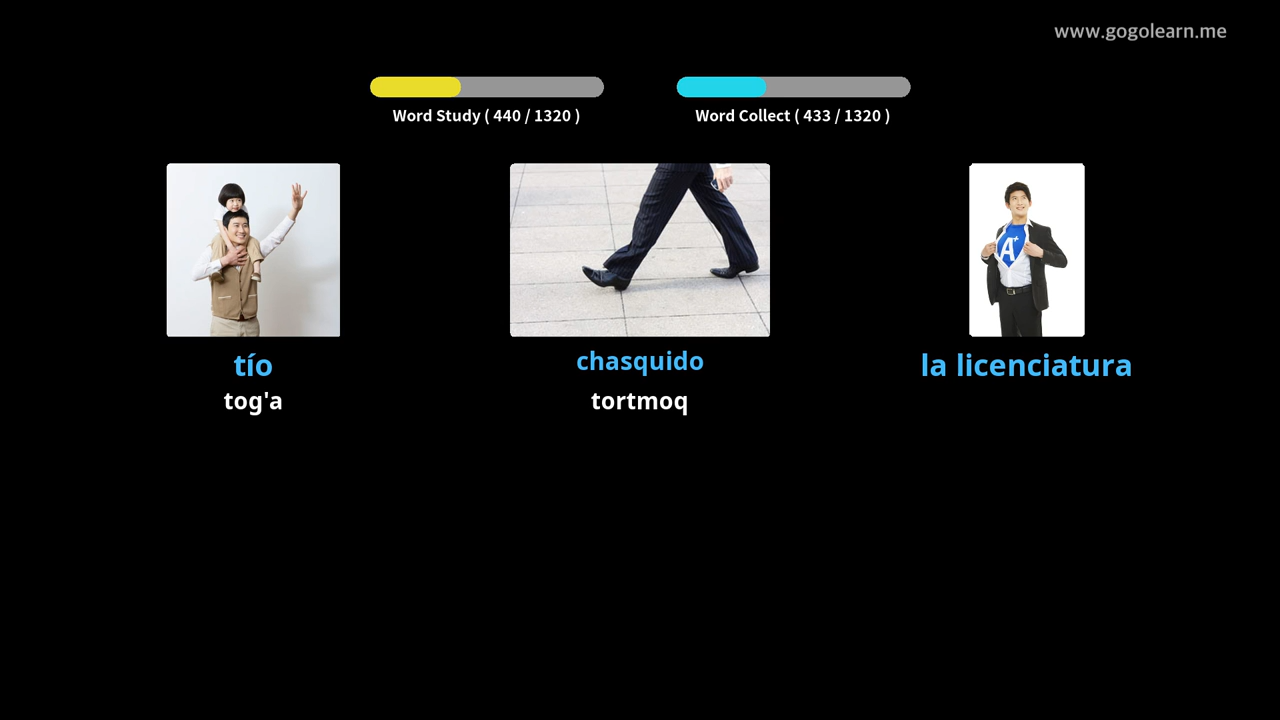 www.gogolearn.me
Word Study ( 440 / 1320 )
Word Collect ( 433 / 1320 )
A+
tío
chasquido
la licenciatura
tog'a
tortmoq